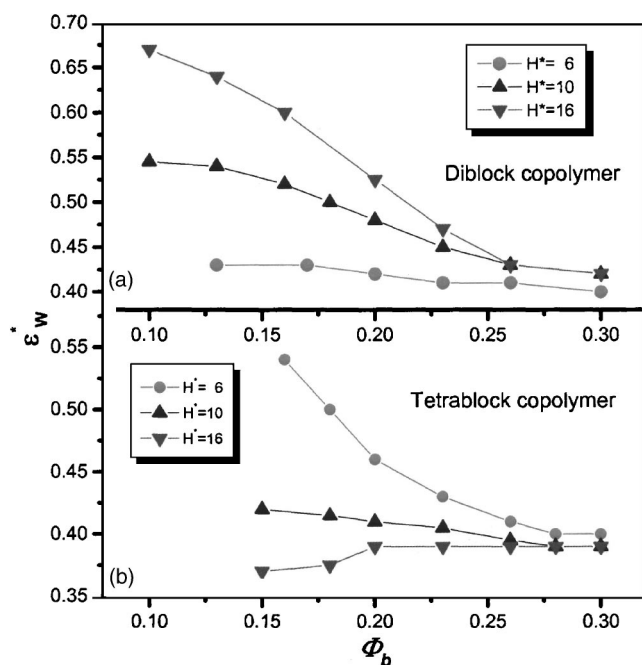 0.70
0.65
0.60
0.55
0.50
0.45
0.40
H*= 6
H*=10
H*=16
Diblock copolymer
(a)
0.10 0.15 0.20 0.25 0.30
ε*w
0.55
0.50
0.45
0.40
0.35
H*= 6
H*=10
H*=16
Tetrablock copolymer
(b)
0.10 0.15 0.20 0.25 0.30
Φb